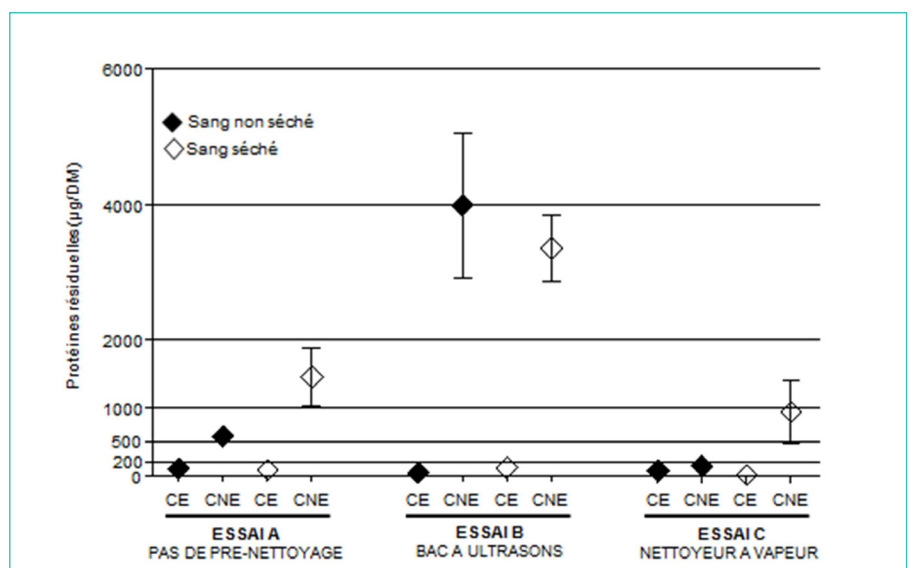 6000
Sang non séché
Sang séché
4000
Protéines résiduelles (µg/DM)
2000
1000
500
200
0
CE CNE CE CNE CE CNE CE CNE CE CNE CE CNE
ESSAI A ESSAI B ESSAI C
PAS DE PRE-NETTOYAGE BAC A ULTRASONS NETTOYEUR A VAPEUR